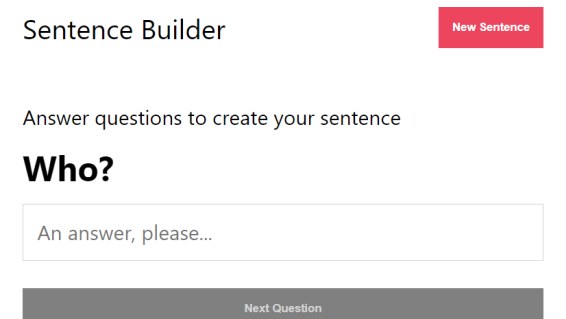 Sentence Builder
New Sentence
Answer questions to create your sentence
Who?
An answer, please...
Next Question